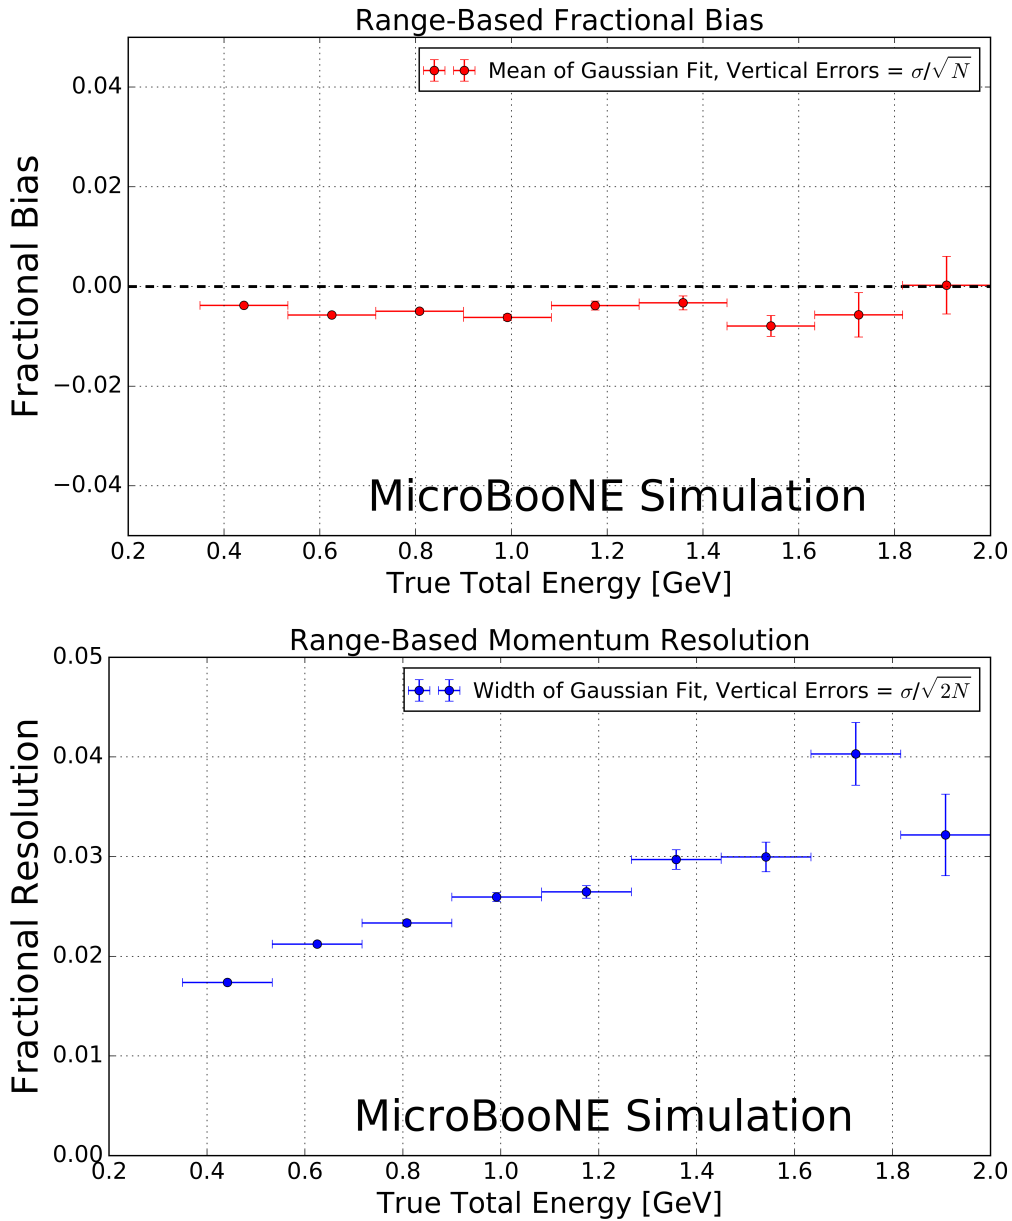 Range-Based Fractional Bias
Mean of Gaussian Fit, Vertical Errors = σ/√N
Fractional Bias
0.04
0.02
0.00
−0.02
−0.04
MicroBooNE Simulation
0.2 0.4 0.6 0.8 1.0 1.2 1.4 1.6 1.8 2.0
True Total Energy [GeV]
Range-Based Momentum Resolution
Width of Gaussian Fit, Vertical Errors = σ/√2N
Fractional Resolution
0.05
0.04
0.03
0.02
0.01
0.00
MicroBooNE Simulation
0.2 0.4 0.6 0.8 1.0 1.2 1.4 1.6 1.8 2.0
True Total Energy [GeV]